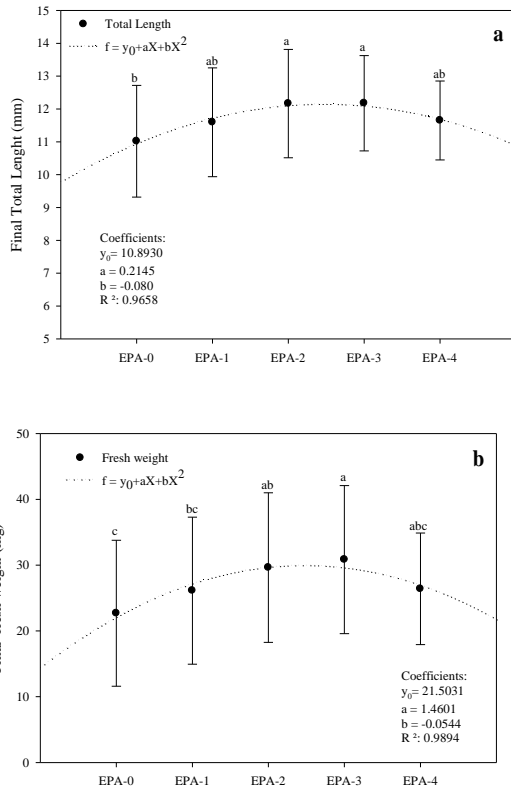 15
14
13
12
11
10
9
8
7
6
5
Final Total Lenght (mm)
Total Length
f = y0+aX+bX²
a
b
ab
a
a
ab
Coefficients:
y0= 10.8930
a = 0.2145
b = -0.080
R ²: 0.9658
EPA-0 EPA-1 EPA-2 EPA-3 EPA-4
50
40
30
20
10
0
weight (mg)
Fresh weight
f = y0+aX+bX²
b
c
bc
ab
a
abc
Coefficients:
y0= 21.5031
a = 1.4601
b = -0.0544
R ²: 0.9894
EPA-0 EPA-1 EPA-2 EPA-3 EPA-4